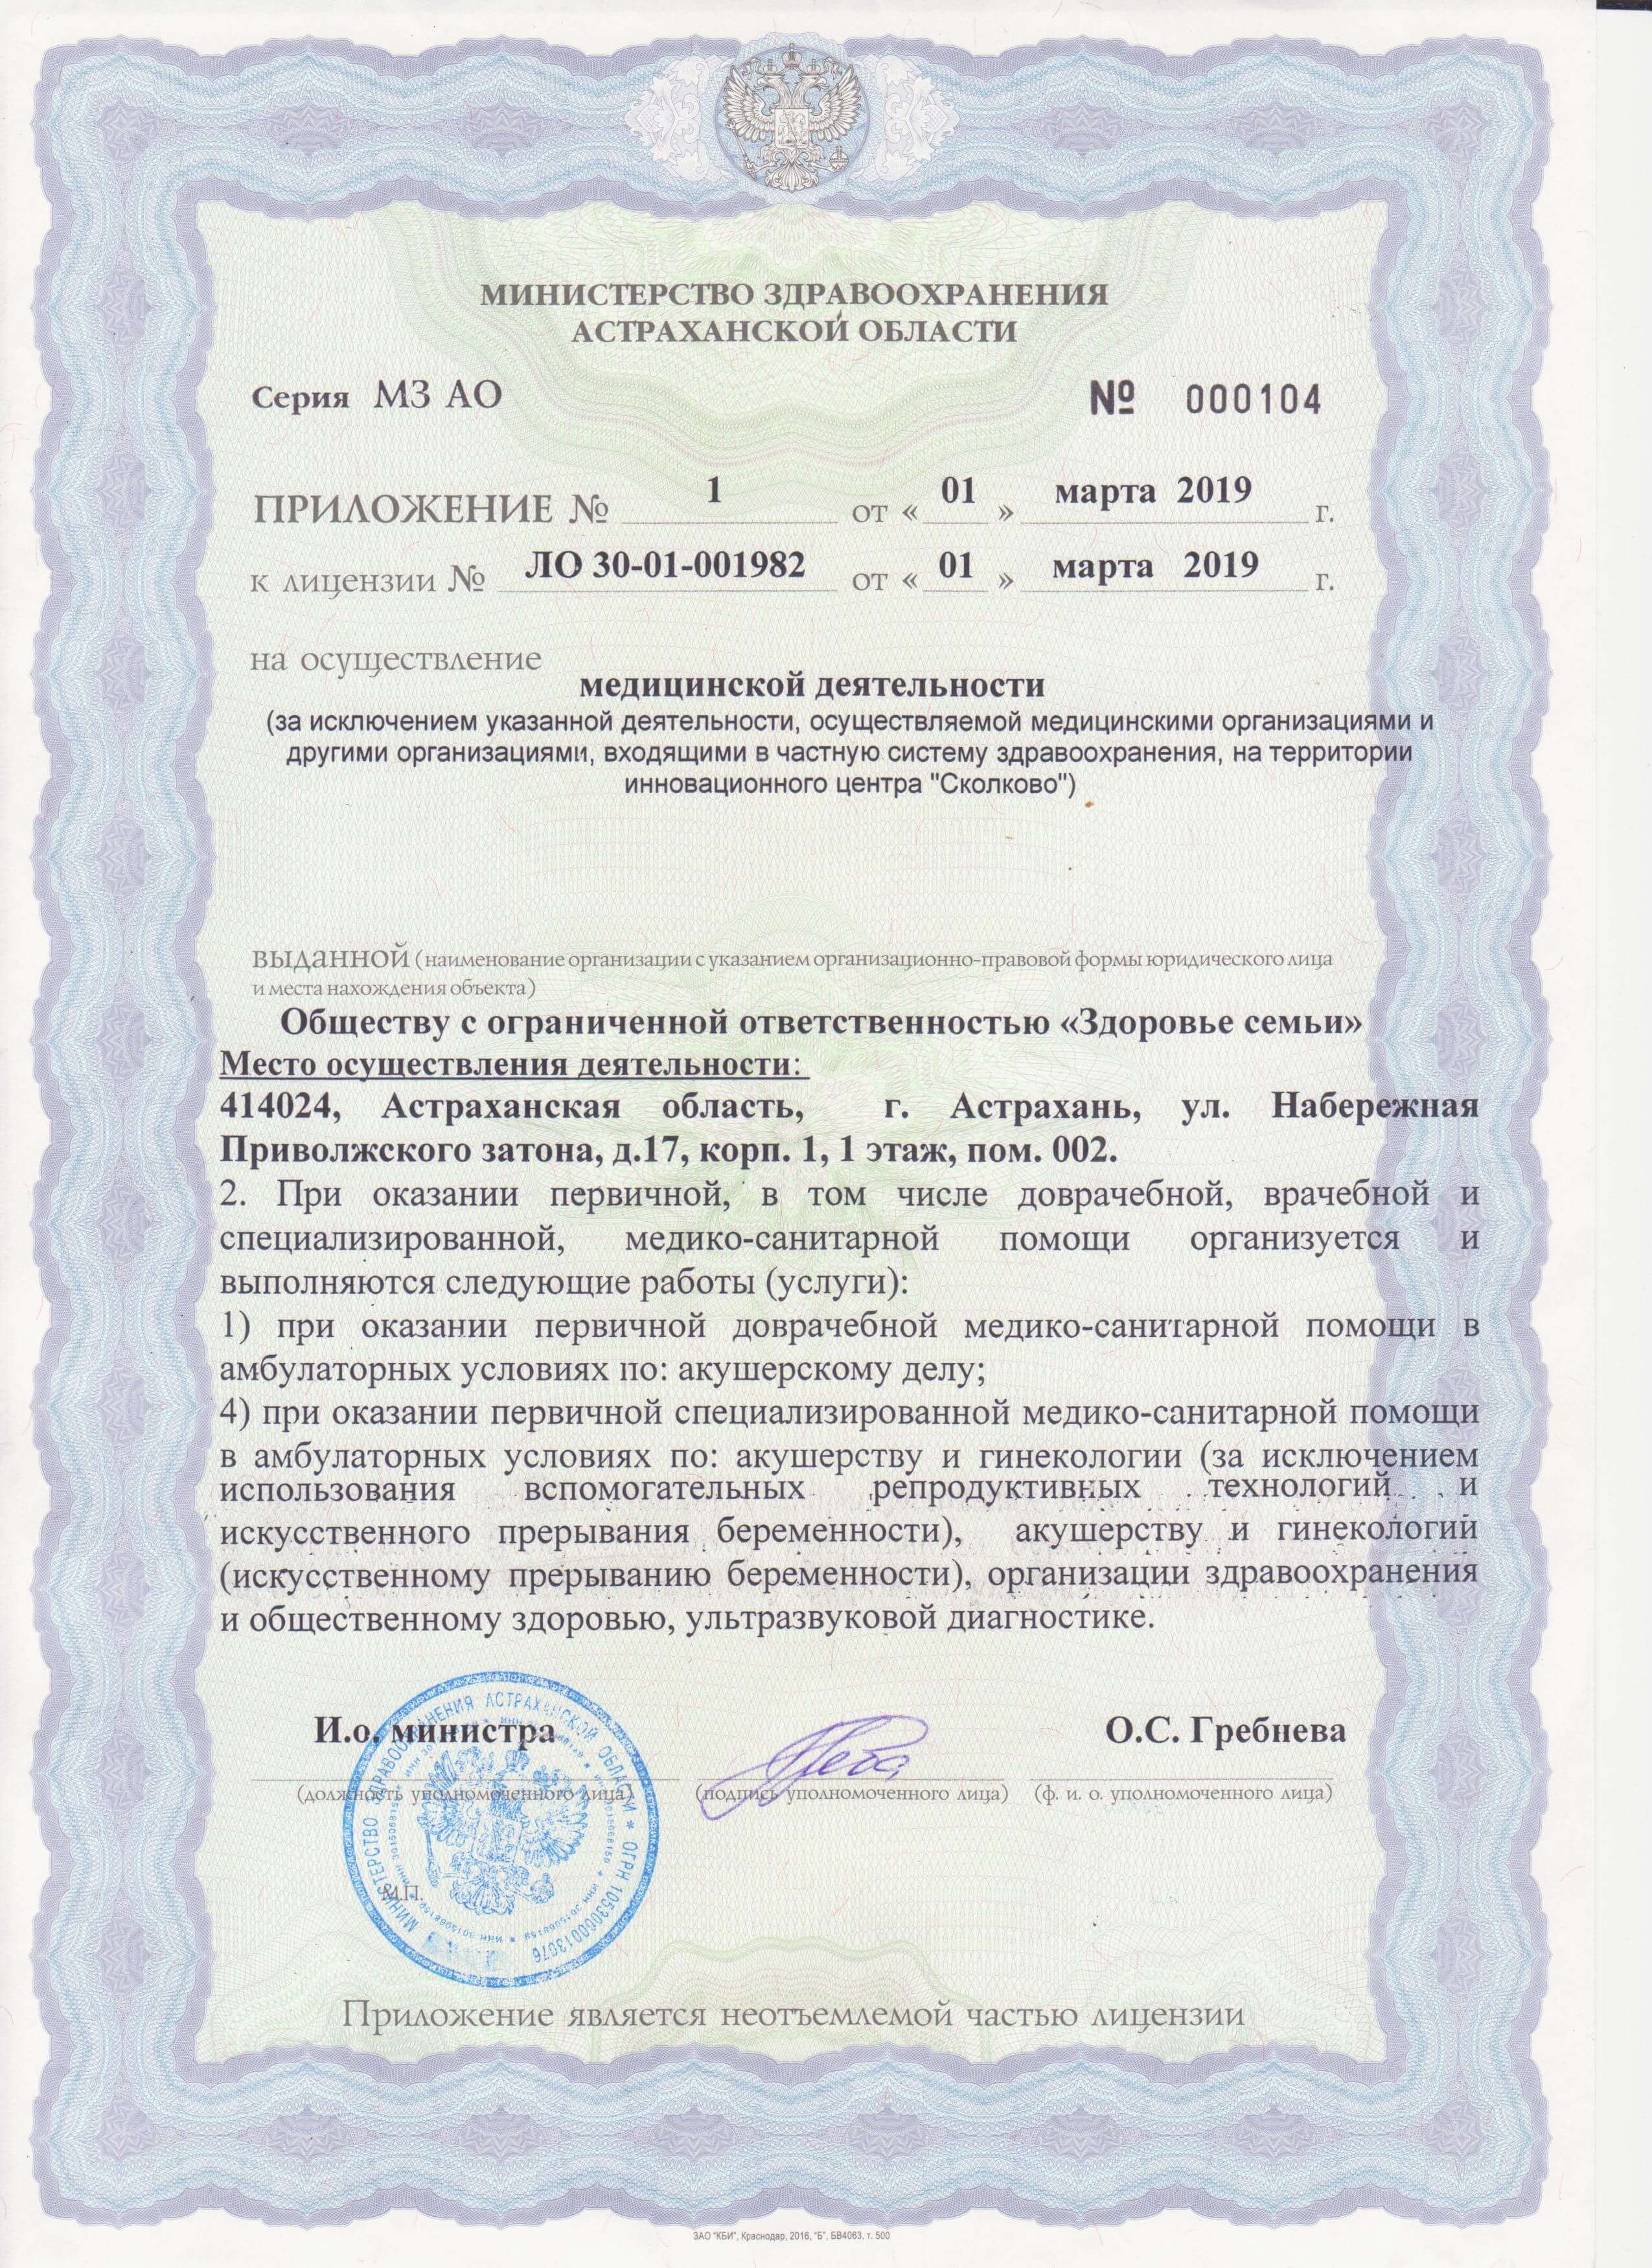 МИНИСТЕРСТВО ЗДРАВООХРАНЕНИЯ
АСТРАХАНСКОЙ ОБЛАСТИ
Серия МЗ АО № 000104
ПРИЛОЖЕНИЕ № 1 от « 01 » марта 2019 г.
к лицензии № ЛО 30-01-001982 от « 01 » марта 2019 г.
на осуществление
медицинской деятельности
(за исключением указанной деятельности, осуществляемой медицинскими организациями и
другими организациями, входящими в частную систему здравоохранения, на территории
инновационного центра "Сколково")
выданной (наименование организации с указанием организационно-правовой формы юридического лица
и места нахождения объекта)
Обществу с ограниченной ответственностью «Здоровье семьи»
Место осуществления деятельности:
414024, Астраханская область, г. Астрахань, ул. Набережная
Приволжского затона, д.17, корп. 1, 1 этаж, пом. 002.
2. При оказании первичной, в том числе доврачебной, врачебной и
специализированной, медико-санитарной помощи организуется и
выполняются следующие работы (услуги):
1) при оказании первичной доврачебной медико-санитарной помощи в
амбулаторных условиях по: акушерскому делу;
4) при оказании первичной специализированной медико-санитарной помощи
в амбулаторных условиях по: акушерству и гинекологии (за исключением
использования вспомогательных репродуктивных технологий и
искусственного прерывания беременности), акушерству и гинекологий
(искусственному прерыванию беременности), организации здравоохранения
и общественному здоровью, ультразвуковой диагностике.
И.о. министра О.С. Гребнева
(должность уполномоченного лица) (подпись уполномоченного лица) (ф. и. о. уполномоченного лица)
МИНИСТЕРСТВО ЗДРАВООХРАНЕНИЯ АСТРАХАНСКОЙ ОБЛАСТИ * ОГРН 1053000013076
ИНН 3015068159
М.П.
Приложение является неотъемлемой частью лицензии
ЗАО "КБИ", Краснодар, 2016, "Б", БВ4063, т. 500